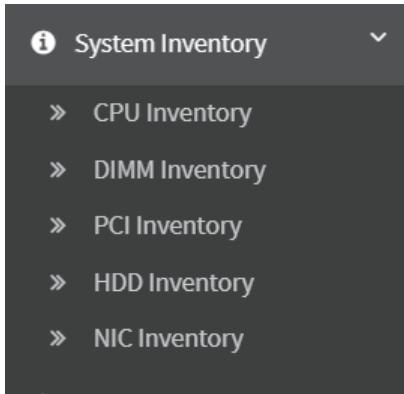 System Inventory
CPU Inventory
DIMM Inventory
PCI Inventory
HDD Inventory
NIC Inventory